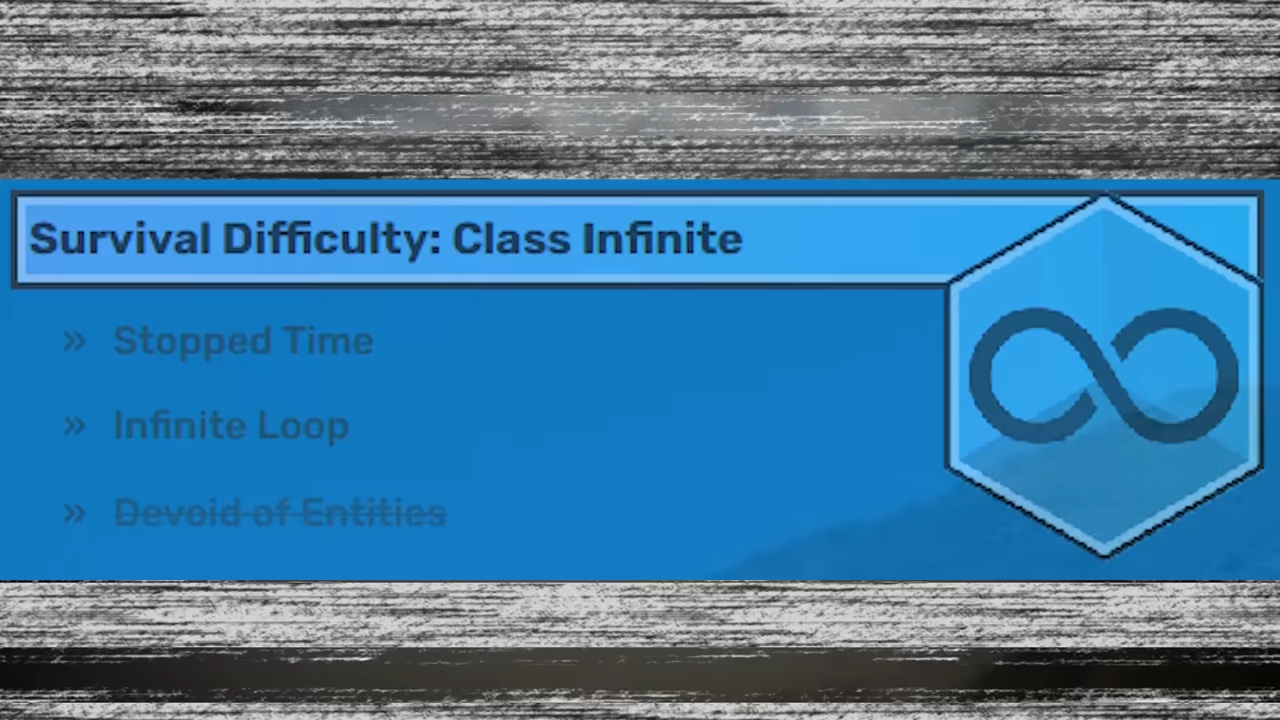 Survival Difficulty: Class Infinite
» Stopped Time
» Infinite Loop
» Devoid of Entities